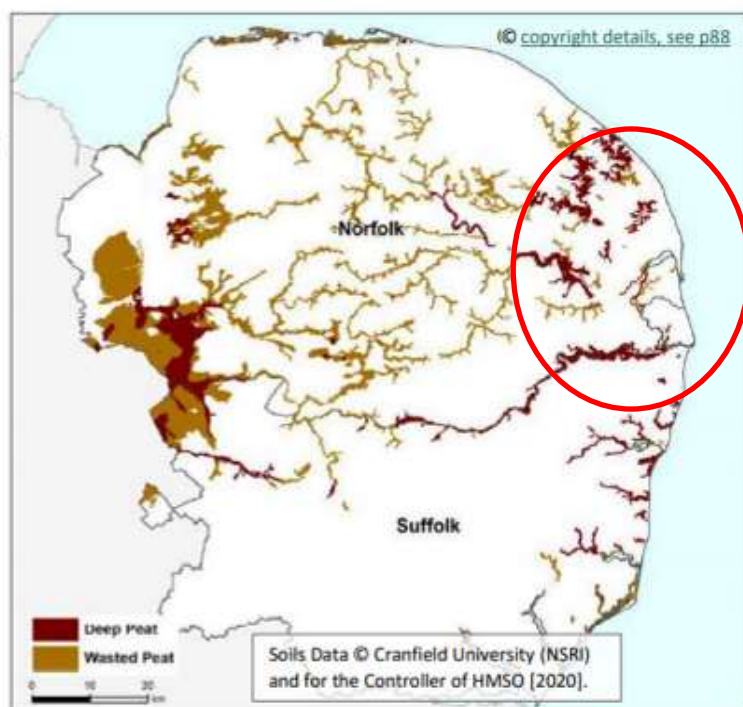 © copyright details, see p88
Norfolk
Suffolk
Deep Peat
Wasted Peat
Soils Data © Cranfield University (NSRI)
and for the Controller of HMSO [2020].
0 10 20
km